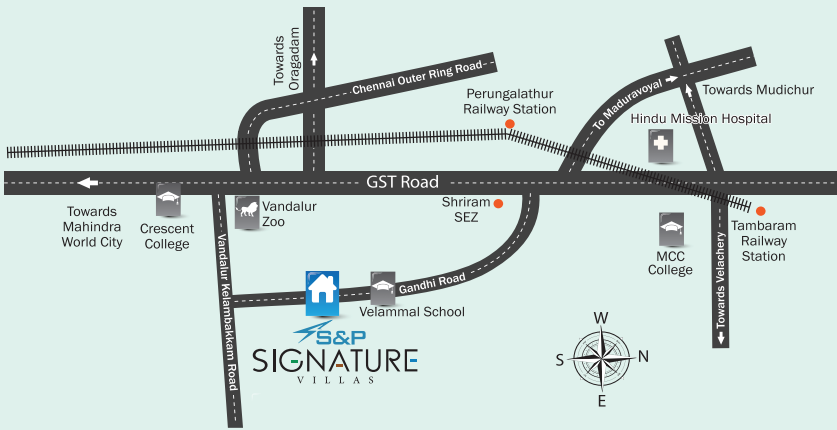 Towards
Oragadam
Chennai Outer Ring Road
Perungalathur
Railway Station
To Maduravoyal
Towards Mudichur
Hindu Mission Hospital
GST Road
Towards
Mahindra
World City
Crescent
College
Vandalur
Zoo
Shriram
SEZ
MCC
College
Tambaram
Railway
Station
Towards Velachery
Vandalur Kelambakkam Road
Gandhi Road
Velammal School
S&P
SIGNATURE
VILLAS
W
S
N
E